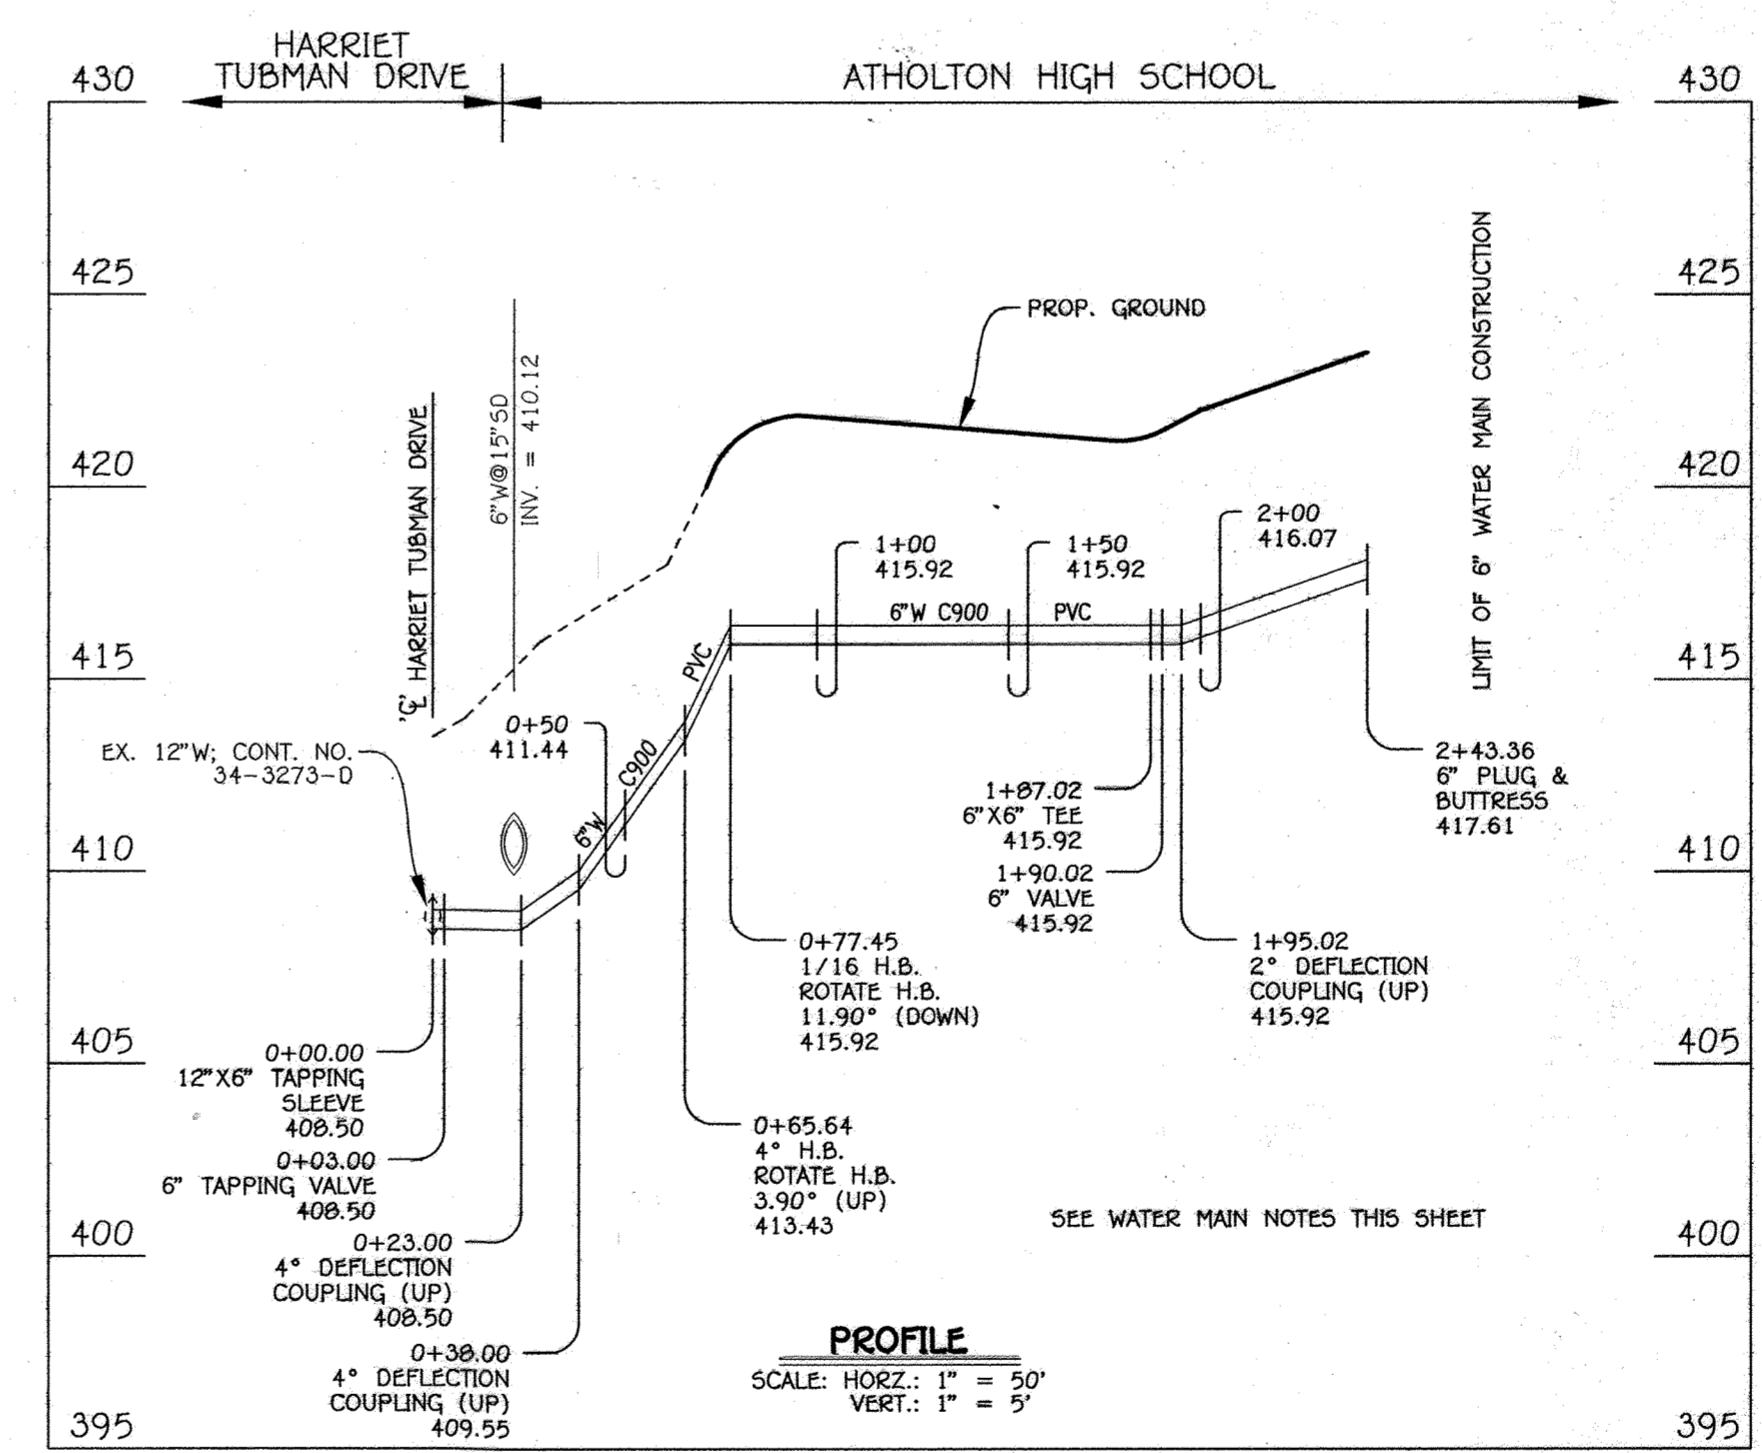 HARRIET
TUBMAN DRIVE
ATHOLTON HIGH SCHOOL
430
430
425
425
420
420
415
415
410
410
405
405
400
400
395
395
PROP. GROUND
LIMIT OF 6" WATER MAIN CONSTRUCTION
'℄' HARRIET TUBMAN DRIVE
6"W@15"SD
INV. = 410.12
EX. 12"W; CONT. NO.
34-3273-D
0+50
411.44
6"W C900 PVC
1+00
415.92
1+50
415.92
6"W C900 PVC
2+00
416.07
2+43.36
6" PLUG &
BUTTRESS
417.61
1+87.02
6"X6" TEE
415.92
1+90.02
6" VALVE
415.92
1+95.02
2° DEFLECTION
COUPLING (UP)
415.92
0+77.45
1/16 H.B.
ROTATE H.B.
11.90° (DOWN)
415.92
0+65.64
4° H.B.
ROTATE H.B.
3.90° (UP)
413.43
0+00.00
12"X6" TAPPING
SLEEVE
408.50
0+03.00
6" TAPPING VALVE
408.50
0+23.00
4° DEFLECTION
COUPLING (UP)
408.50
0+38.00
4° DEFLECTION
COUPLING (UP)
409.55
SEE WATER MAIN NOTES THIS SHEET
PROFILE
SCALE: HORZ.: 1" = 50'
VERT.: 1" = 5'